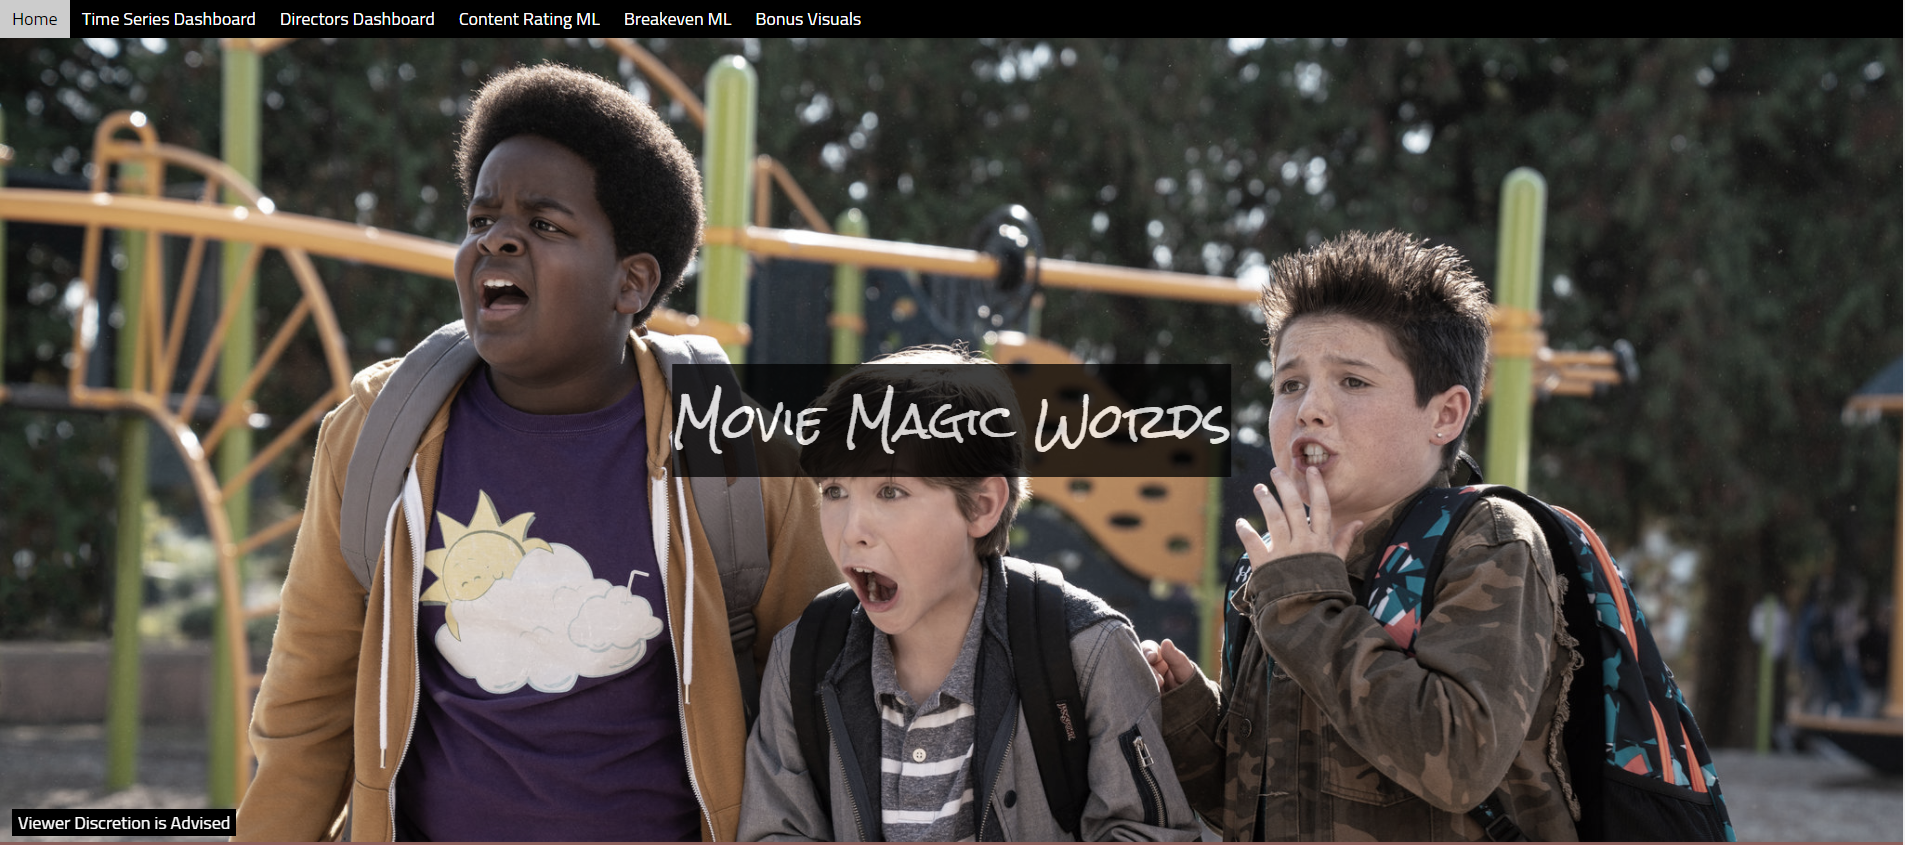 Home Time Series Dashboard Directors Dashboard Content Rating ML Breakeven ML Bonus Visuals
Movie Magic Words
JANSPORT
Viewer Discretion is Advised